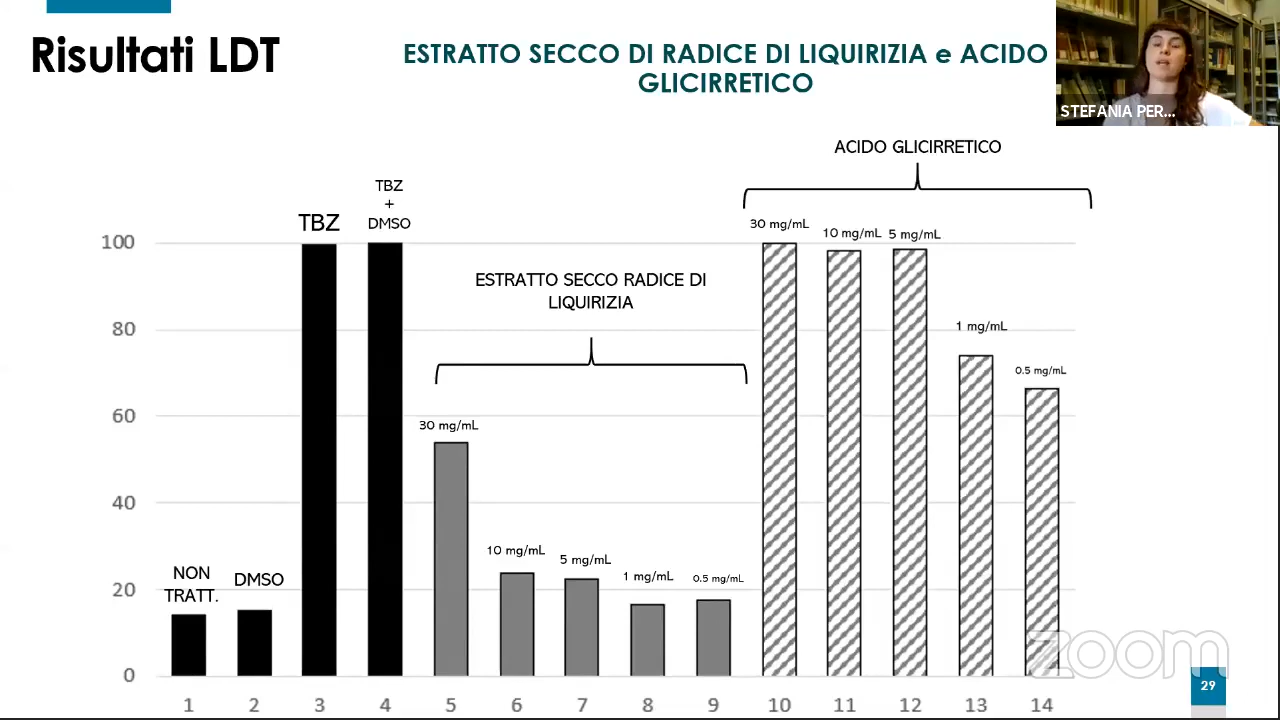 Risultati LDT
ESTRATTO SECCO DI RADICE DI LIQUIRIZIA e ACIDO
GLICIRRETICO
STEFANIA PER...
ACIDO GLICIRRETICO
TBZ
+
DMSO
TBZ
30 mg/mL
10 mg/mL
5 mg/mL
100
ESTRATTO SECCO RADICE DI
LIQUIRIZIA
80
1 mg/mL
0.5 mg/mL
60
30 mg/mL
40
10 mg/mL
5 mg/mL
1 mg/mL
0.5 mg/mL
NON
TRATT.
DMSO
20
0
zoom
29
1 2 3 4 5 6 7 8 9 10 11 12 13 14